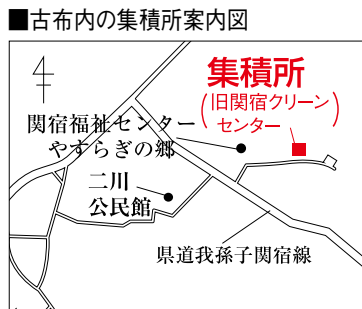 ■古布内の集積所案内図
集積所
(旧関宿クリーン
センター)
関宿福祉センター
やすらぎの郷
二川
公民館
県道我孫子関宿線